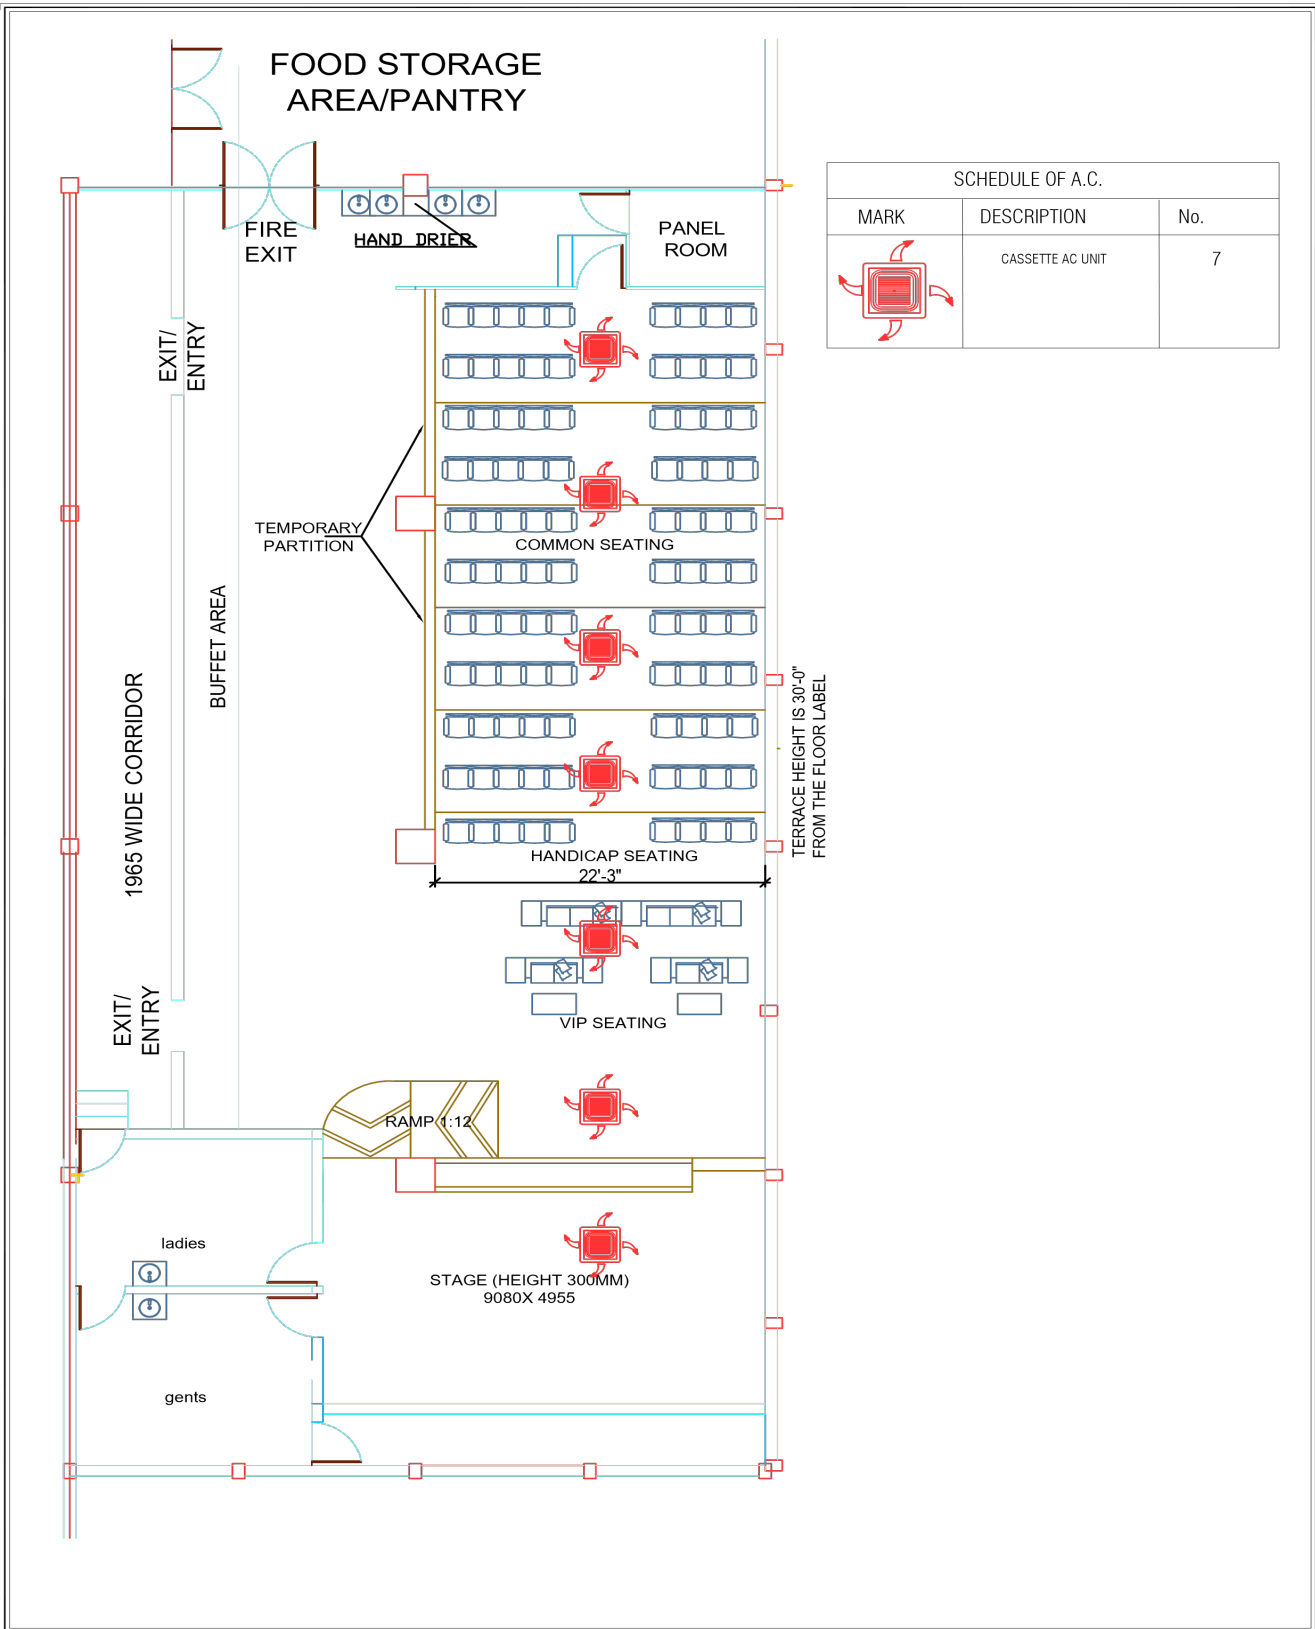 FOOD STORAGE
AREA/PANTRY
SCHEDULE OF A.C.
MARK DESCRIPTION No.
CASSETTE AC UNIT 7
FIRE
EXIT
HAND DRIER
PANEL
ROOM
EXIT/
ENTRY
TEMPORARY
PARTITION
COMMON SEATING
BUFFET AREA
1965 WIDE CORRIDOR
TERRACE HEIGHT IS 30'-0"
FROM THE FLOOR LABEL
HANDICAP SEATING
22'-3"
VIP SEATING
EXIT/
ENTRY
RAMP 1:12
ladies
STAGE (HEIGHT 300MM)
9080X 4955
gents